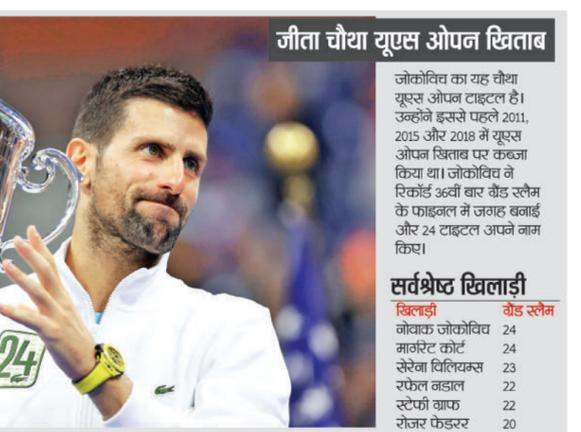 जीता चौथा यूएस ओपन खिताब
जोकोविच का यह चौथा
यूएस ओपन टाइटल है।
उन्होंने इससे पहले 2011,
2015 और 2018 में यूएस
ओपन खिताब पर कब्जा
किया था। जोकोविच ने
रिकॉर्ड 36वीं बार ग्रैंड स्लैम
के फाइनल में जगह बनाई
और 24 टाइटल अपने नाम
किए।
सर्वश्रेष्ठ खिलाड़ी
खिलाड़ी ग्रैंड स्लैम
नोवाक जोकोविच 24
मार्गरेट कोर्ट 24
सेरेना विलियम्स 23
रफेल नडाल 22
स्टेफी ग्राफ 22
रोजर फेडरर 20
24